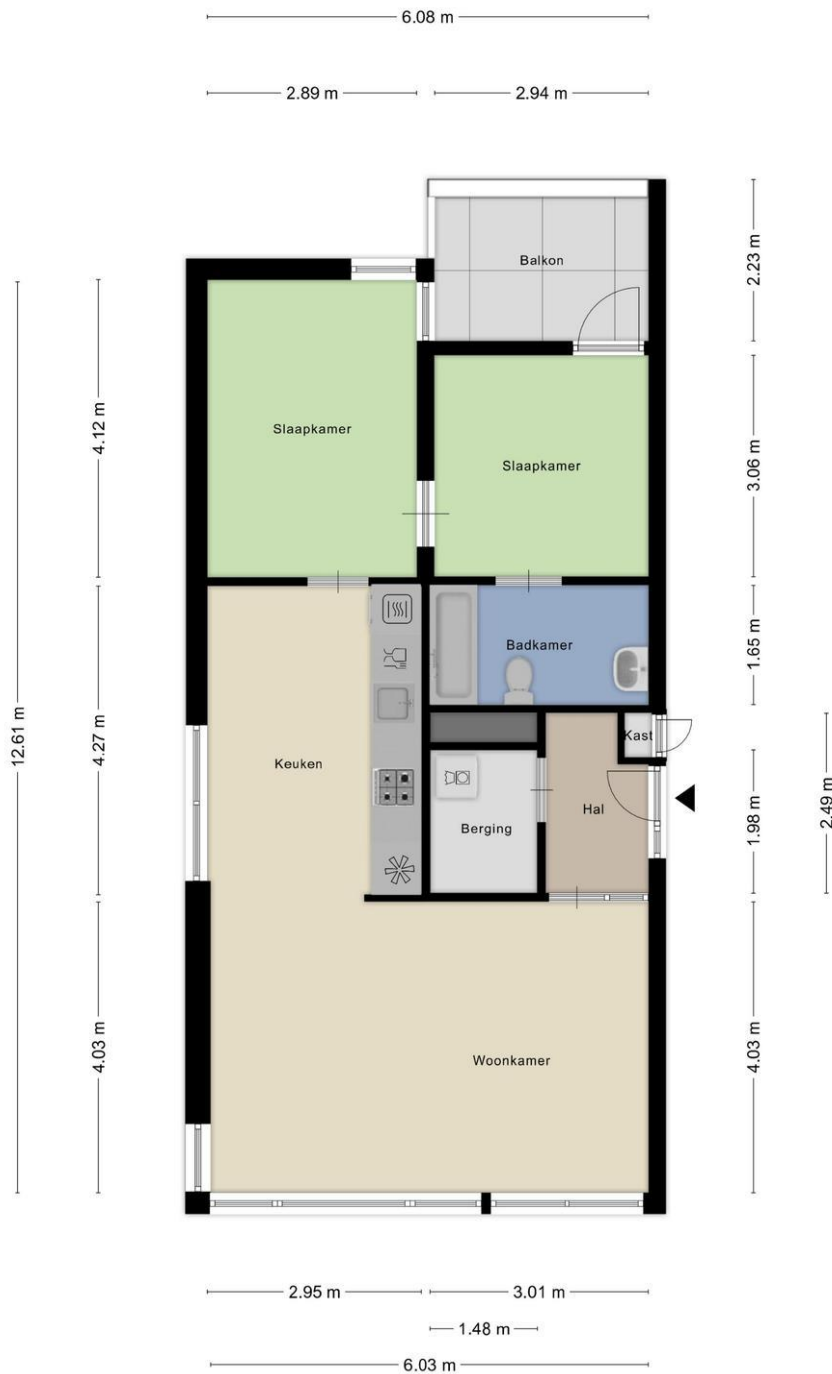 6.08 m
2.89 m
2.94 m
2.23 m
Balkon
4.12 m
Slaapkamer
3.06 m
Slaapkamer
1.65 m
Badkamer
12.61 m
4.27 m
Keuken
Kast
2.49 m
1.98 m
Hal
Berging
4.03 m
4.03 m
Woonkamer
2.95 m
3.01 m
1.48 m
6.03 m